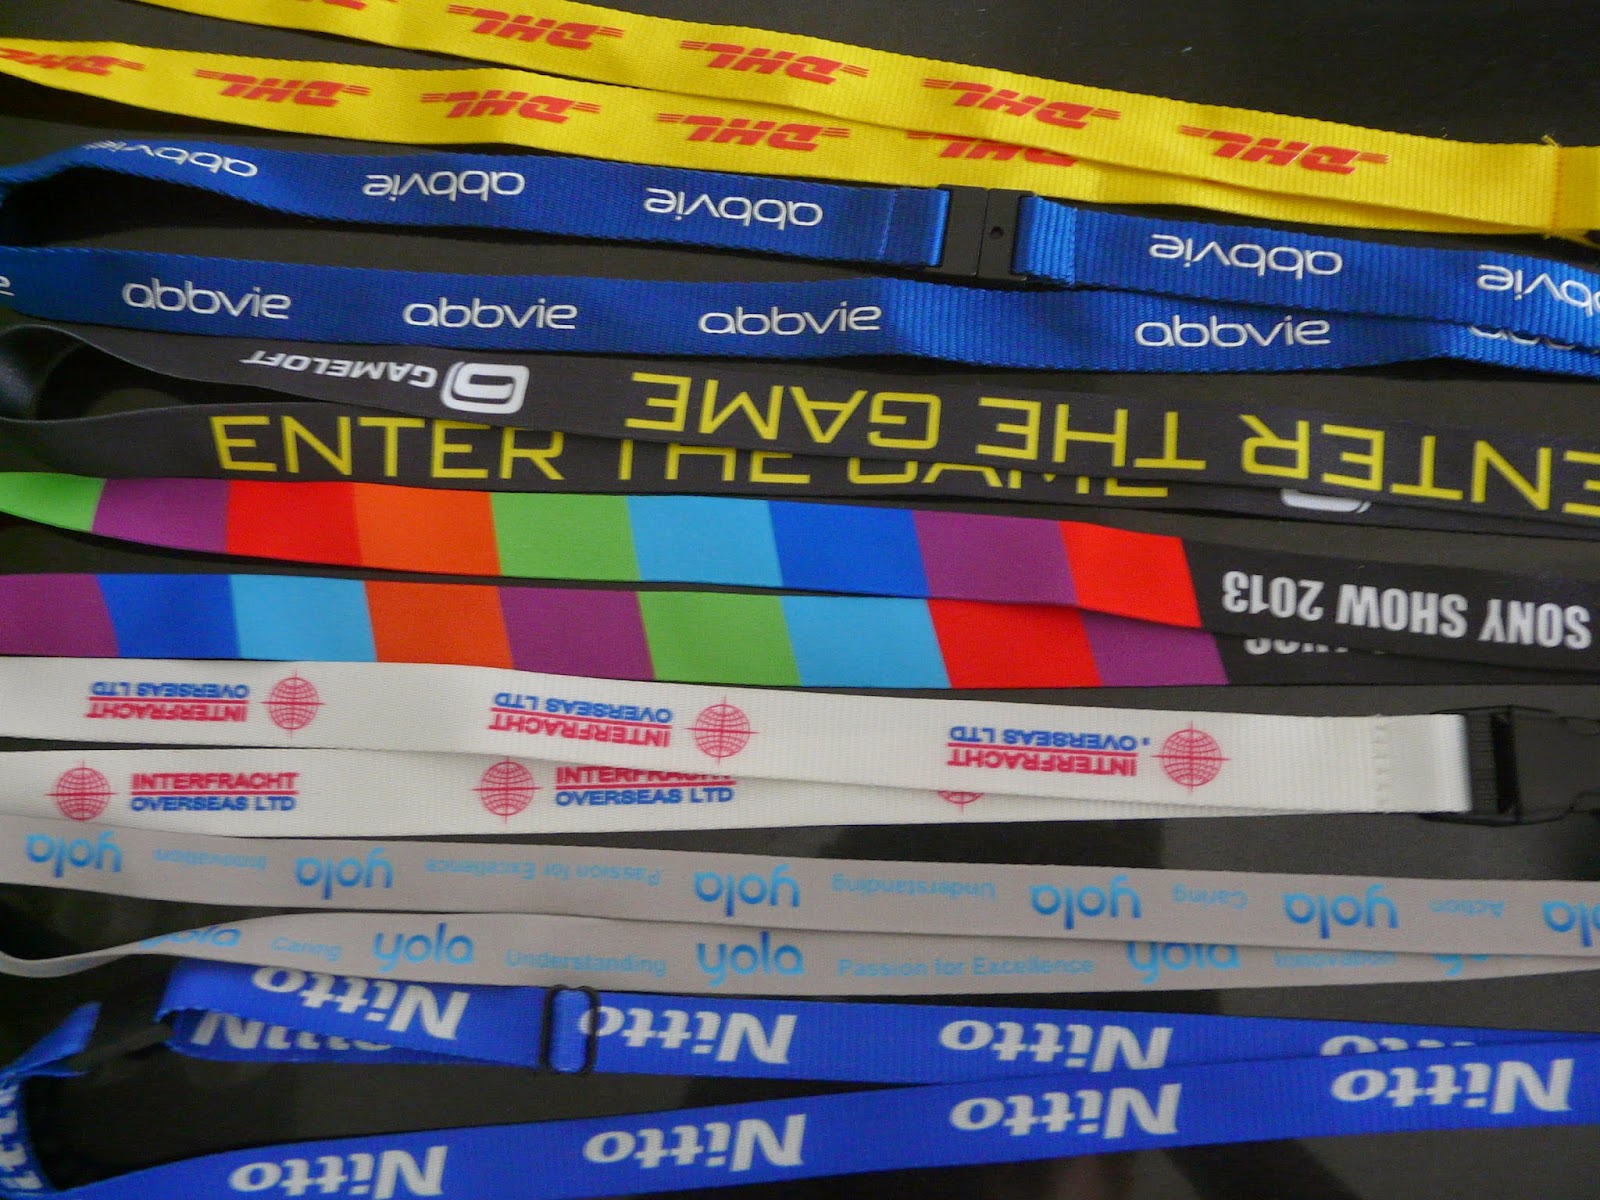 DHL DHL DHL DHL
DHL DHL DHL DHL DHL
abbvie abbvie abbvie abbvie abbvie
abbvie abbvie abbvie abbvie
GAMELOFT ENTER THE GAME ENTER
ENTER THE GAME
SONY SHOW 2013
INTERFRACHT
OVERSEAS LTD
INTERFRACHT
OVERSEAS LTD
INTERFRACHT
OVERSEAS LTD.
INTERFRACHT
OVERSEAS LTD
INTERFRACHT
OVERSEAS LTD
yola Innovation yola Passion for Excellence yola Understanding yola Caring yola Action yola
yola Caring yola Understanding yola Passion for Excellence yola Innovation yola
Nitto Nitto Nitto
Nitto Nitto Nitto Nitto